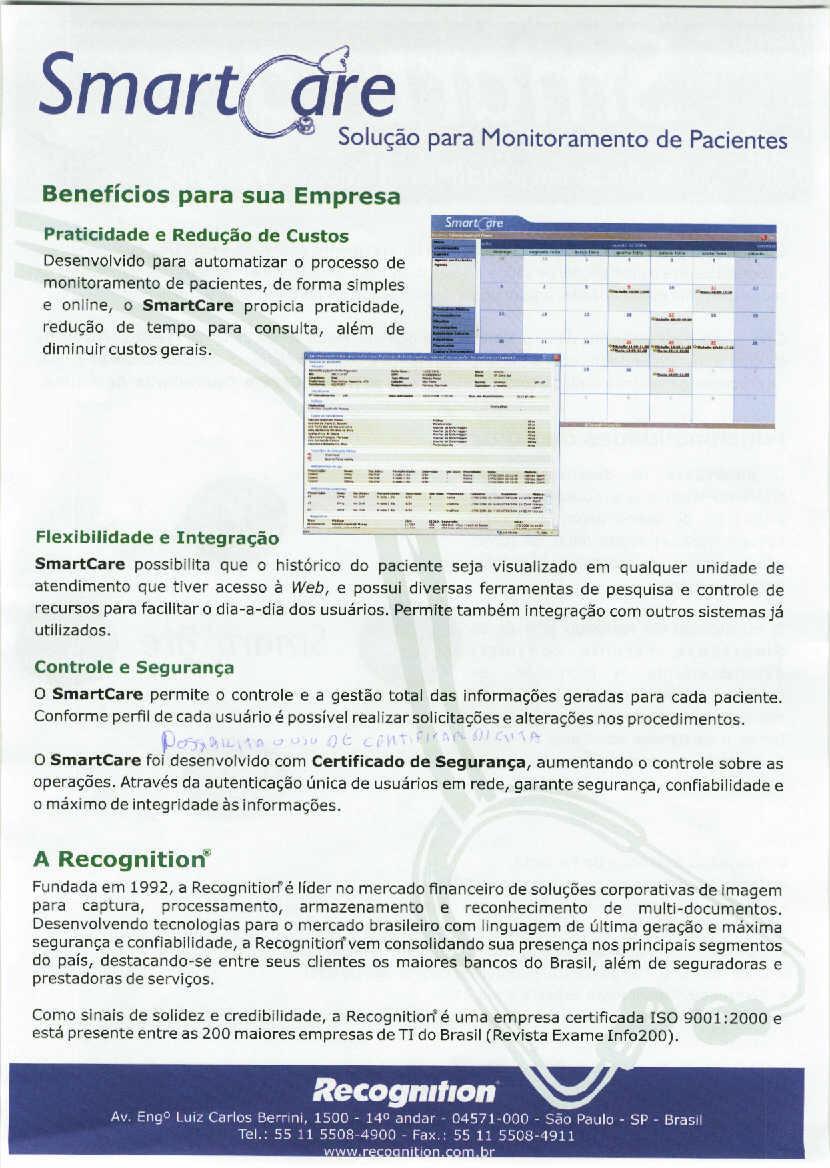 SmartCare
Solução para Monitoramento de Pacientes
Benefícios para sua Empresa
Praticidade e Redução de Custos
Desenvolvido para automatizar o processo de
monitoramento de pacientes, de forma simples
e online, o SmartCare propicia praticidade,
redução de tempo para consulta, além de
diminuir custos gerais.
SmartCare
Flexibilidade e Integração
SmartCare possibilita que o histórico do paciente seja visualizado em qualquer unidade de
atendimento que tiver acesso à Web, e possui diversas ferramentas de pesquisa e controle de
recursos para facilitar o dia-a-dia dos usuários. Permite também integração com outros sistemas já
utilizados.
Controle e Segurança
O SmartCare permite o controle e a gestão total das informações geradas para cada paciente.
Conforme perfil de cada usuário é possível realizar solicitações e alterações nos procedimentos.
O USO DE
O SmartCare foi desenvolvido com Certificado de Segurança, aumentando o controle sobre as
operações. Através da autenticação única de usuários em rede, garante segurança, confiabilidade e
o máximo de integridade às informações.
A Recognition®
Fundada em 1992, a Recognition® é líder no mercado financeiro de soluções corporativas de imagem
para captura, processamento, armazenamento e reconhecimento de multi-documentos.
Desenvolvendo tecnologias para o mercado brasileiro com linguagem de última geração e máxima
segurança e confiabilidade, a Recognition® vem consolidando sua presença nos principais segmentos
do país, destacando-se entre seus clientes os maiores bancos do Brasil, além de seguradoras e
prestadoras de serviços.
Como sinais de solidez e credibilidade, a Recognition® é uma empresa certificada ISO 9001:2000 e
está presente entre as 200 maiores empresas de TI do Brasil (Revista Exame Info200).
Recognition
Av. Engº Luiz Carlos Berrini, 1500 - 14º andar - 04571-000 - São Paulo - SP - Brasil
Tel.: 55 11 5508-4900 - Fax.: 55 11 5508-4911
www.recognition.com.br